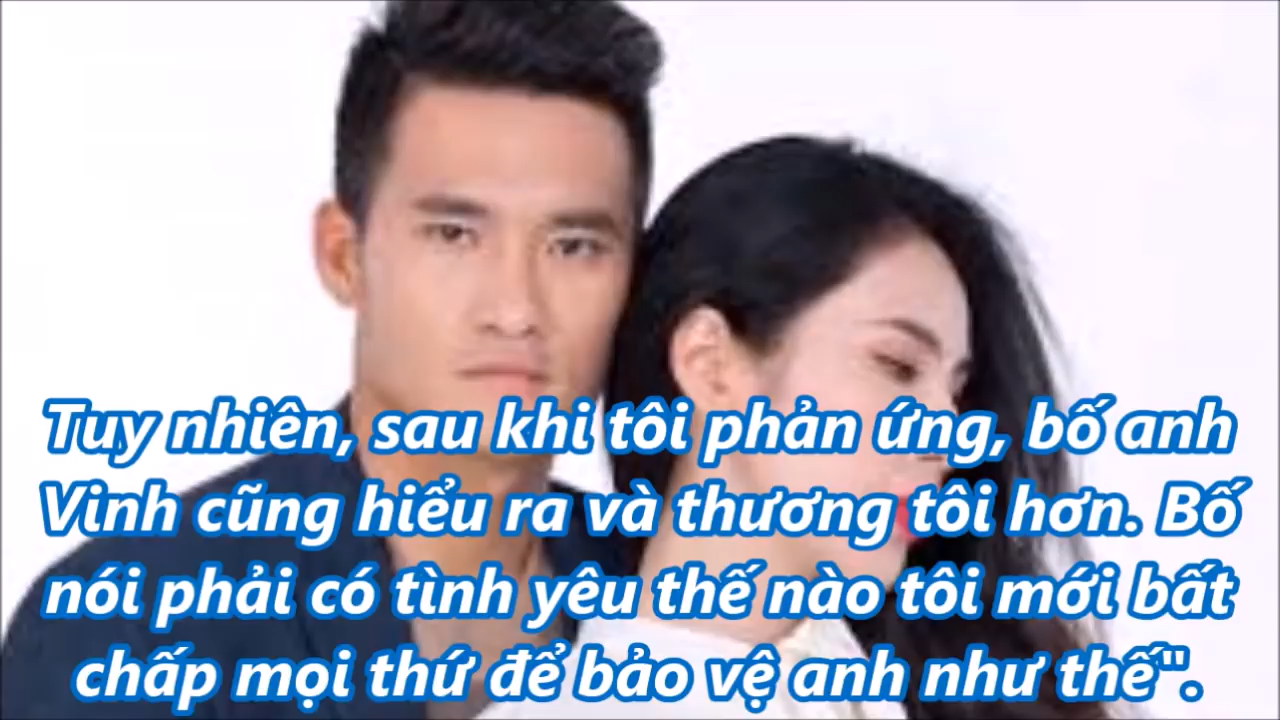 Tuy nhiên, sau khi tôi phản ứng, bố anh
Vinh cũng hiểu ra và thương tôi hơn. Bố
nói phải có tình yêu thế nào tôi mới bất
chấp mọi thứ để bảo vệ anh như thế".